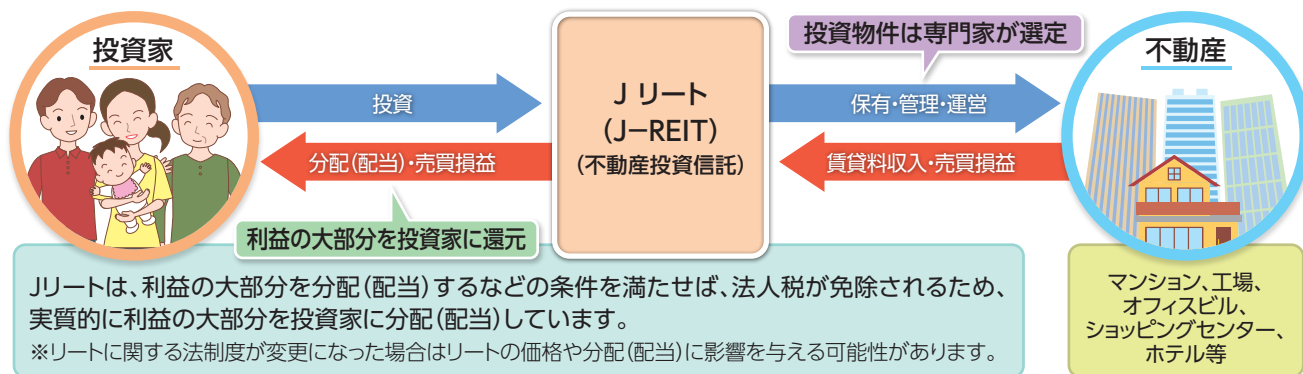 投資家
投資
分配(配当)・売買損益
利益の大部分を投資家に還元
Jリート
(J−REIT)
(不動産投資信託)
投資物件は専門家が選定
保有・管理・運営
賃貸料収入・売買損益
不動産
マンション、工場、
オフィスビル、
ショッピングセンター、
ホテル等
Jリートは、利益の大部分を分配(配当)するなどの条件を満たせば、法人税が免除されるため、
実質的に利益の大部分を投資家に分配(配当)しています。
※リートに関する法制度が変更になった場合はリートの価格や分配(配当)に影響を与える可能性があります。